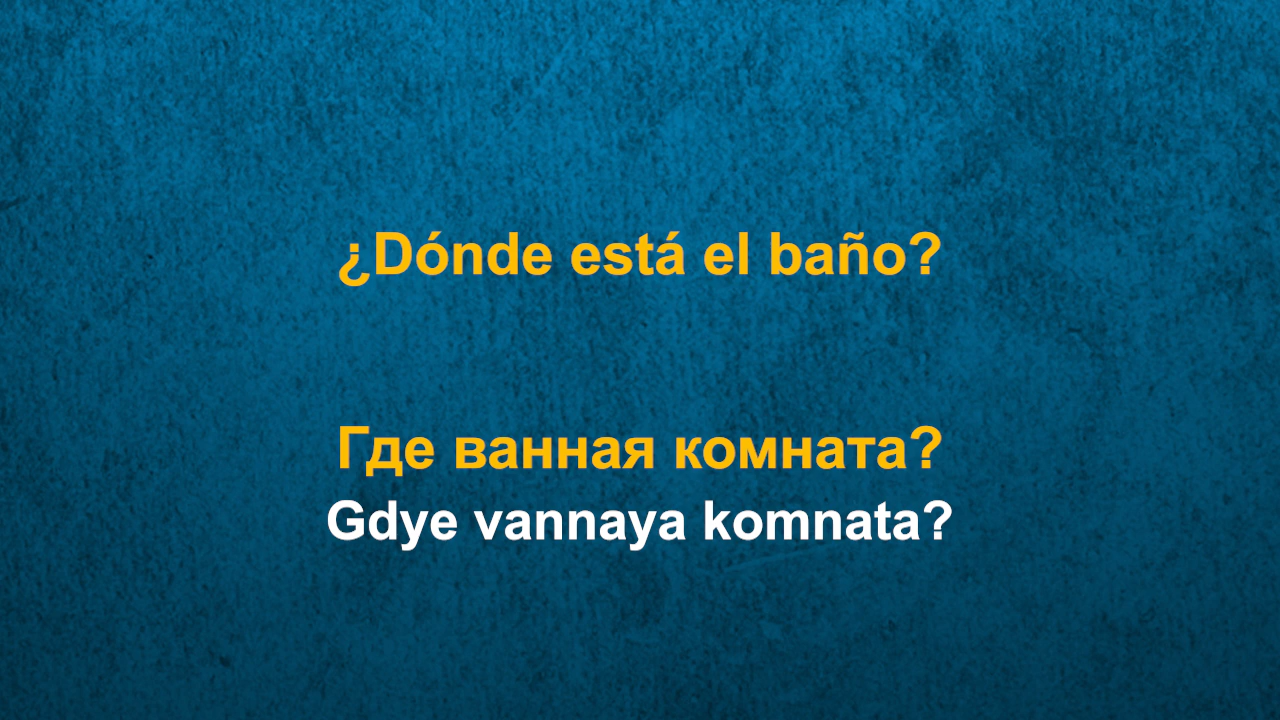 ¿Dónde está el baño?
Где ванная комната?
Gdye vannaya komnata?